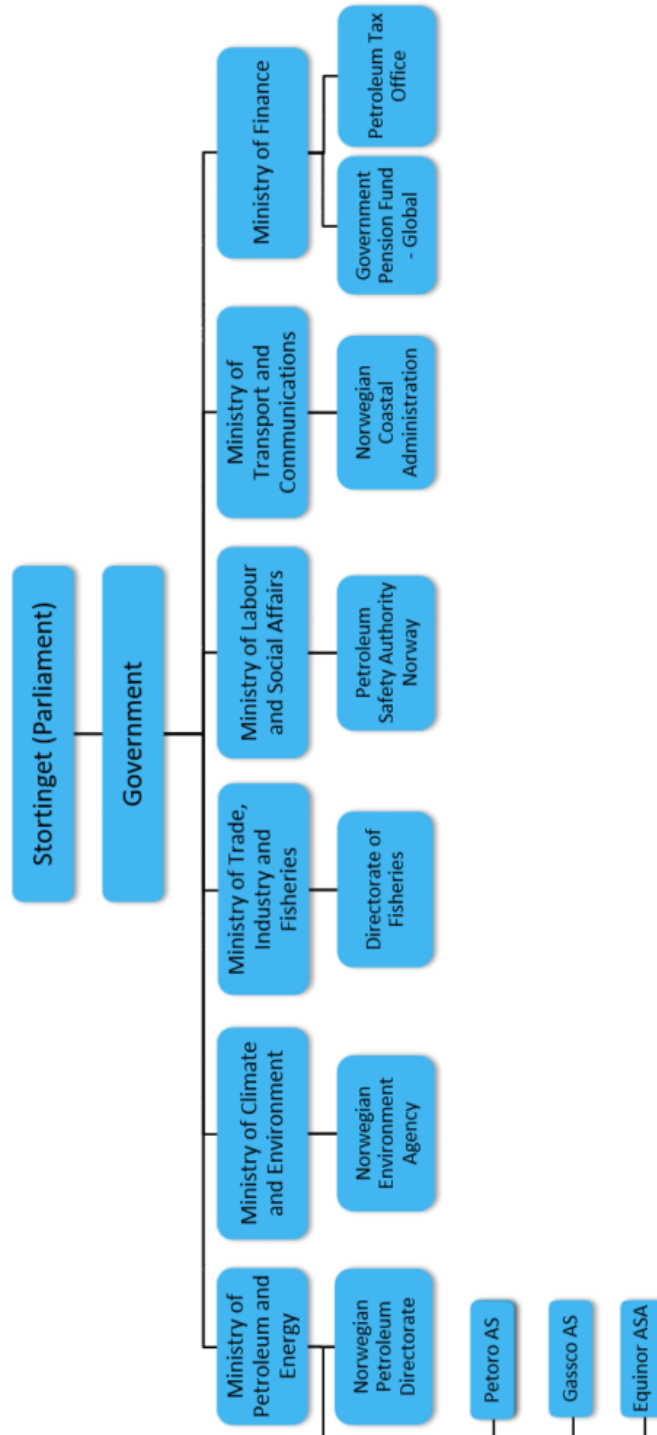 Stortinget (Parliament)
Government
Ministry of
Petroleum and
Energy
Ministry of Climate
and Environment
Ministry of Trade,
Industry and
Fisheries
Ministry of Labour
and Social Affairs
Ministry of
Transport and
Communications
Ministry of Finance
Norwegian
Petroleum
Directorate
Norwegian
Environment
Agency
Directorate of
Fisheries
Petroleum
Safety Authority
Norway
Norwegian
Coastal
Administration
Government
Pension Fund
- Global
Petroleum Tax
Office
Petoro AS
Gassco AS
Equinor ASA